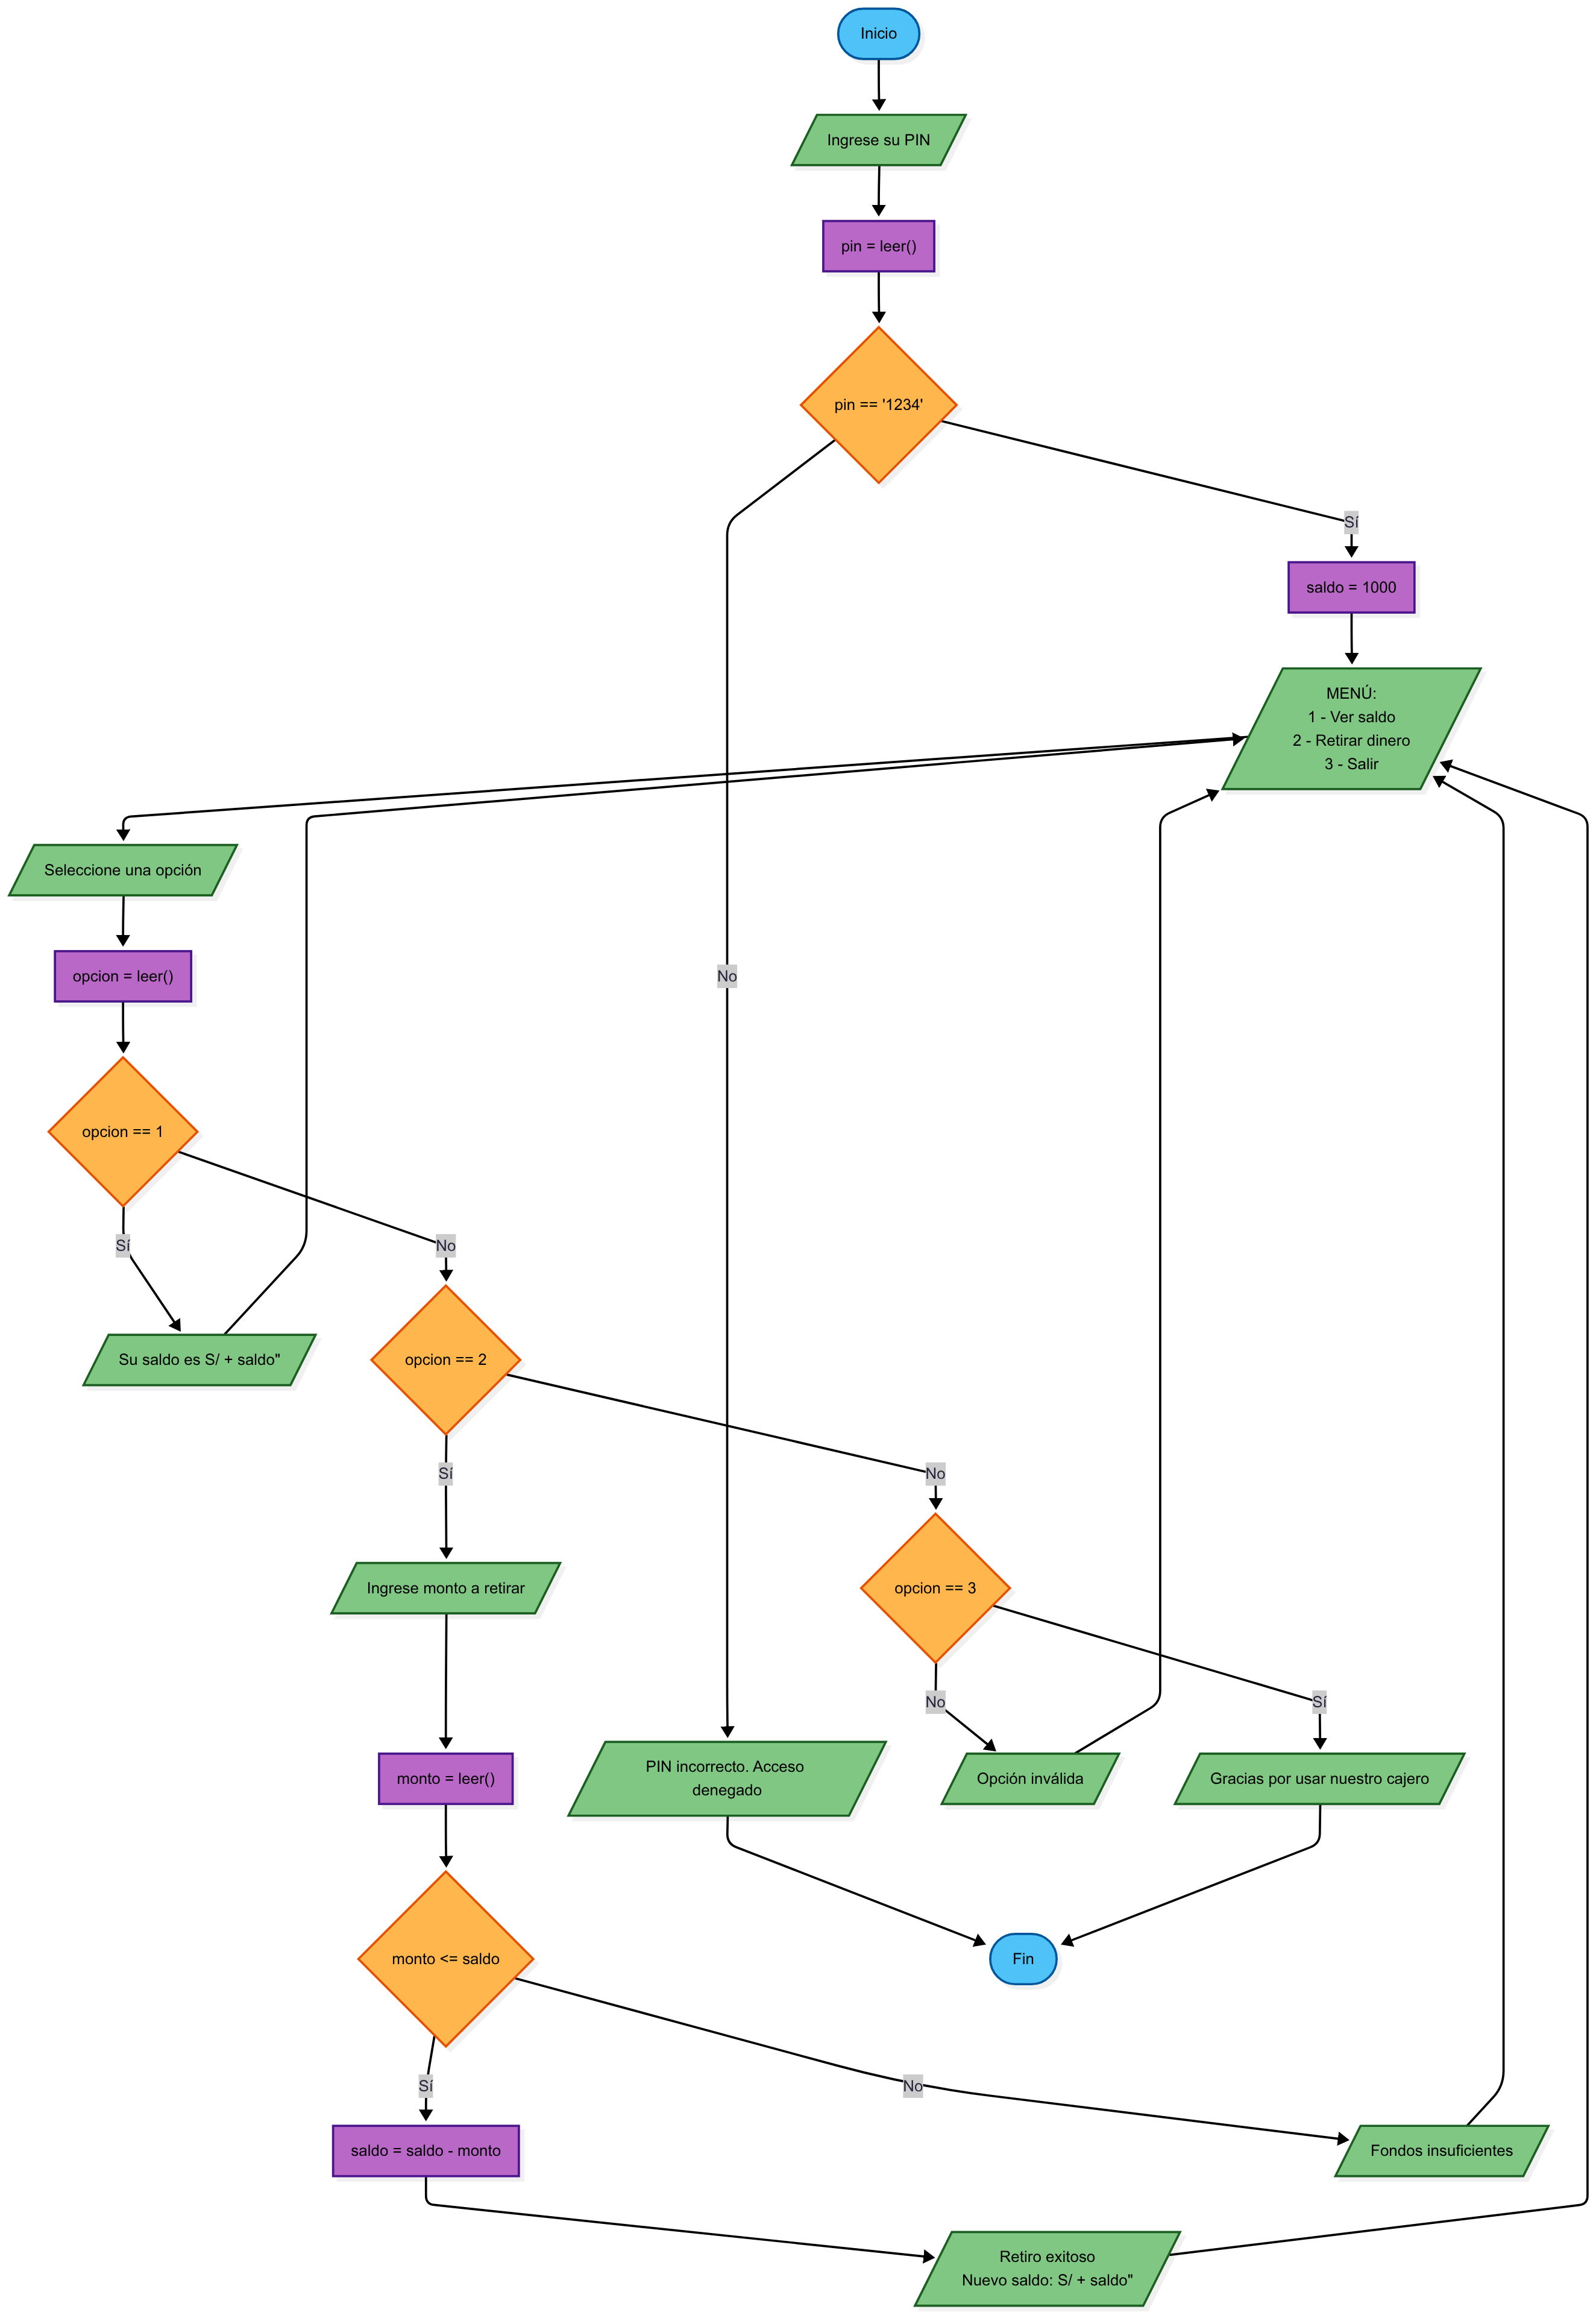 Inicio
Ingrese su PIN
pin = leer()
pin == '1234'
Sí
saldo = 1000
MENÚ:
1 - Ver saldo
2 - Retirar dinero
3 - Salir
Seleccione una opción
opcion = leer()
No
opcion == 1
Sí
No
Su saldo es S/ + saldo"
opcion == 2
Sí
No
Ingrese monto a retirar
opcion == 3
No
Sí
monto = leer()
PIN incorrecto. Acceso
denegado
Opción inválida
Gracias por usar nuestro cajero
monto <= saldo
Fin
Sí
No
saldo = saldo - monto
Fondos insuficientes
Retiro exitoso
Nuevo saldo: S/ + saldo"